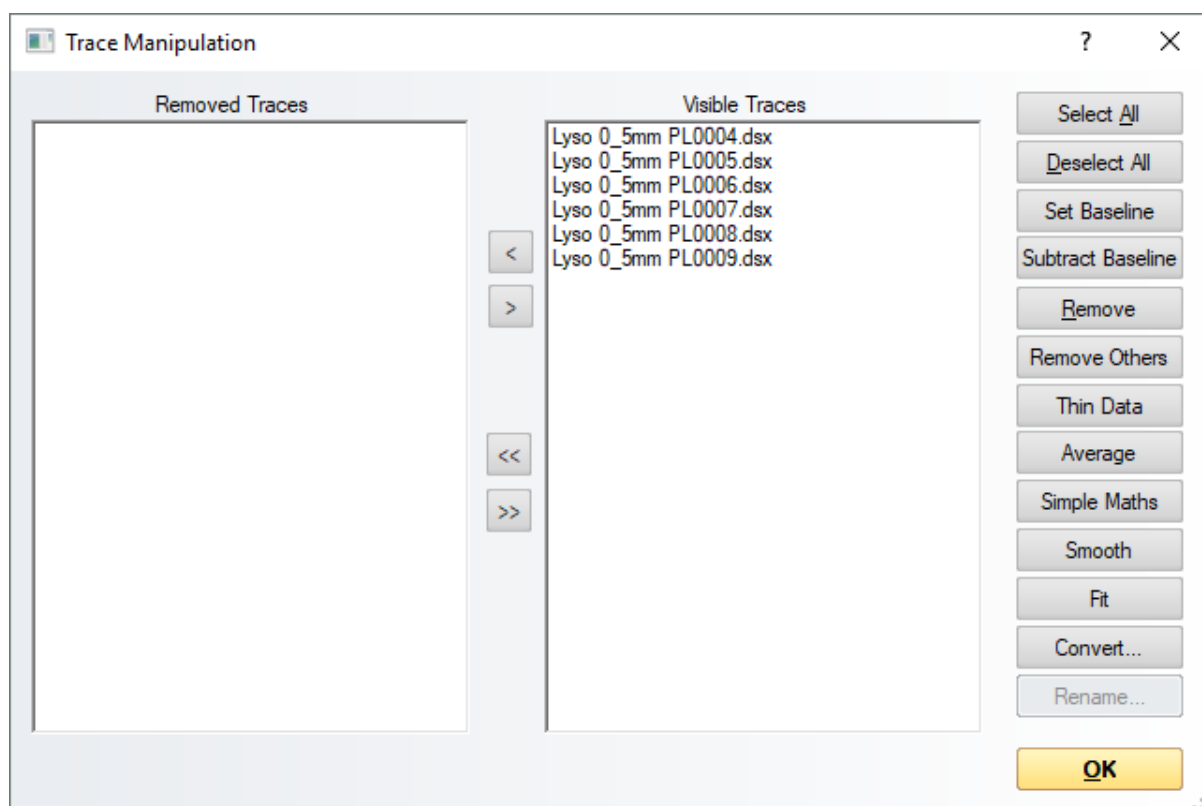 Trace Manipulation
?
Removed Traces
Visible Traces
Lyso 0_5mm PL0004.dsx
Lyso 0_5mm PL0005.dsx
Lyso 0_5mm PL0006.dsx
Lyso 0_5mm PL0007.dsx
Lyso 0_5mm PL0008.dsx
Lyso 0_5mm PL0009.dsx
<
>
<<
>>
Select All
Deselect All
Set Baseline
Subtract Baseline
Remove
Remove Others
Thin Data
Average
Simple Maths
Smooth
Fit
Convert...
Rename...
OK